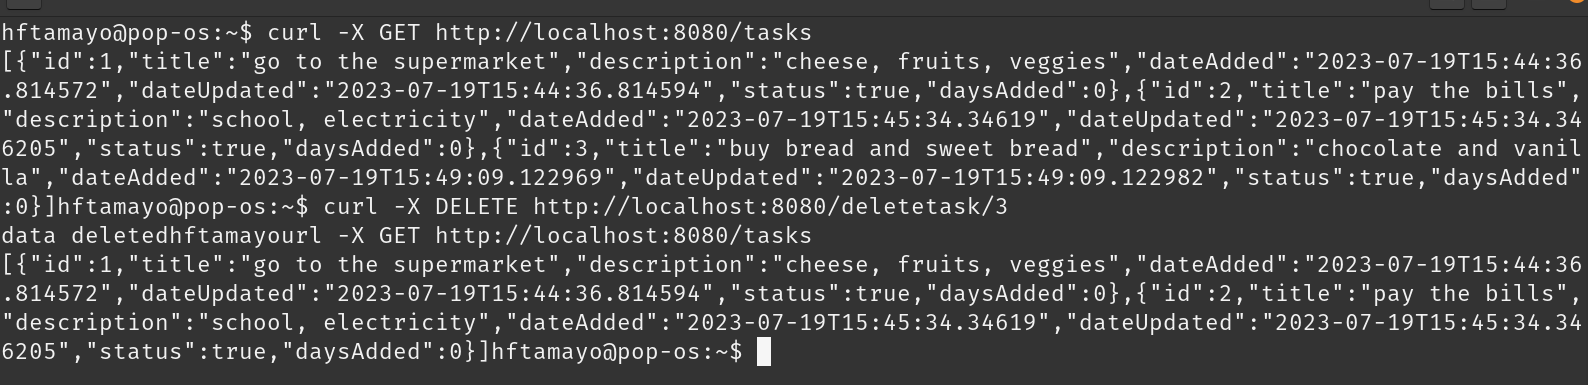 hftamayo@pop-os:~$ curl -X GET http://localhost:8080/tasks
[{"id":1,"title":"go to the supermarket","description":"cheese, fruits, veggies","dateAdded":"2023-07-19T15:44:36
.814572","dateUpdated":"2023-07-19T15:44:36.814594","status":true,"daysAdded":0},{"id":2,"title":"pay the bills",
"description":"school, electricity","dateAdded":"2023-07-19T15:45:34.34619","dateUpdated":"2023-07-19T15:45:34.34
6205","status":true,"daysAdded":0},{"id":3,"title":"buy bread and sweet bread","description":"chocolate and vanil
la","dateAdded":"2023-07-19T15:49:09.122969","dateUpdated":"2023-07-19T15:49:09.122982","status":true,"daysAdded"
:0}]hftamayo@pop-os:~$ curl -X DELETE http://localhost:8080/deletetask/3
data deletedhftamayourl -X GET http://localhost:8080/tasks
[{"id":1,"title":"go to the supermarket","description":"cheese, fruits, veggies","dateAdded":"2023-07-19T15:44:36
.814572","dateUpdated":"2023-07-19T15:44:36.814594","status":true,"daysAdded":0},{"id":2,"title":"pay the bills",
"description":"school, electricity","dateAdded":"2023-07-19T15:45:34.34619","dateUpdated":"2023-07-19T15:45:34.34
6205","status":true,"daysAdded":0}]hftamayo@pop-os:~$